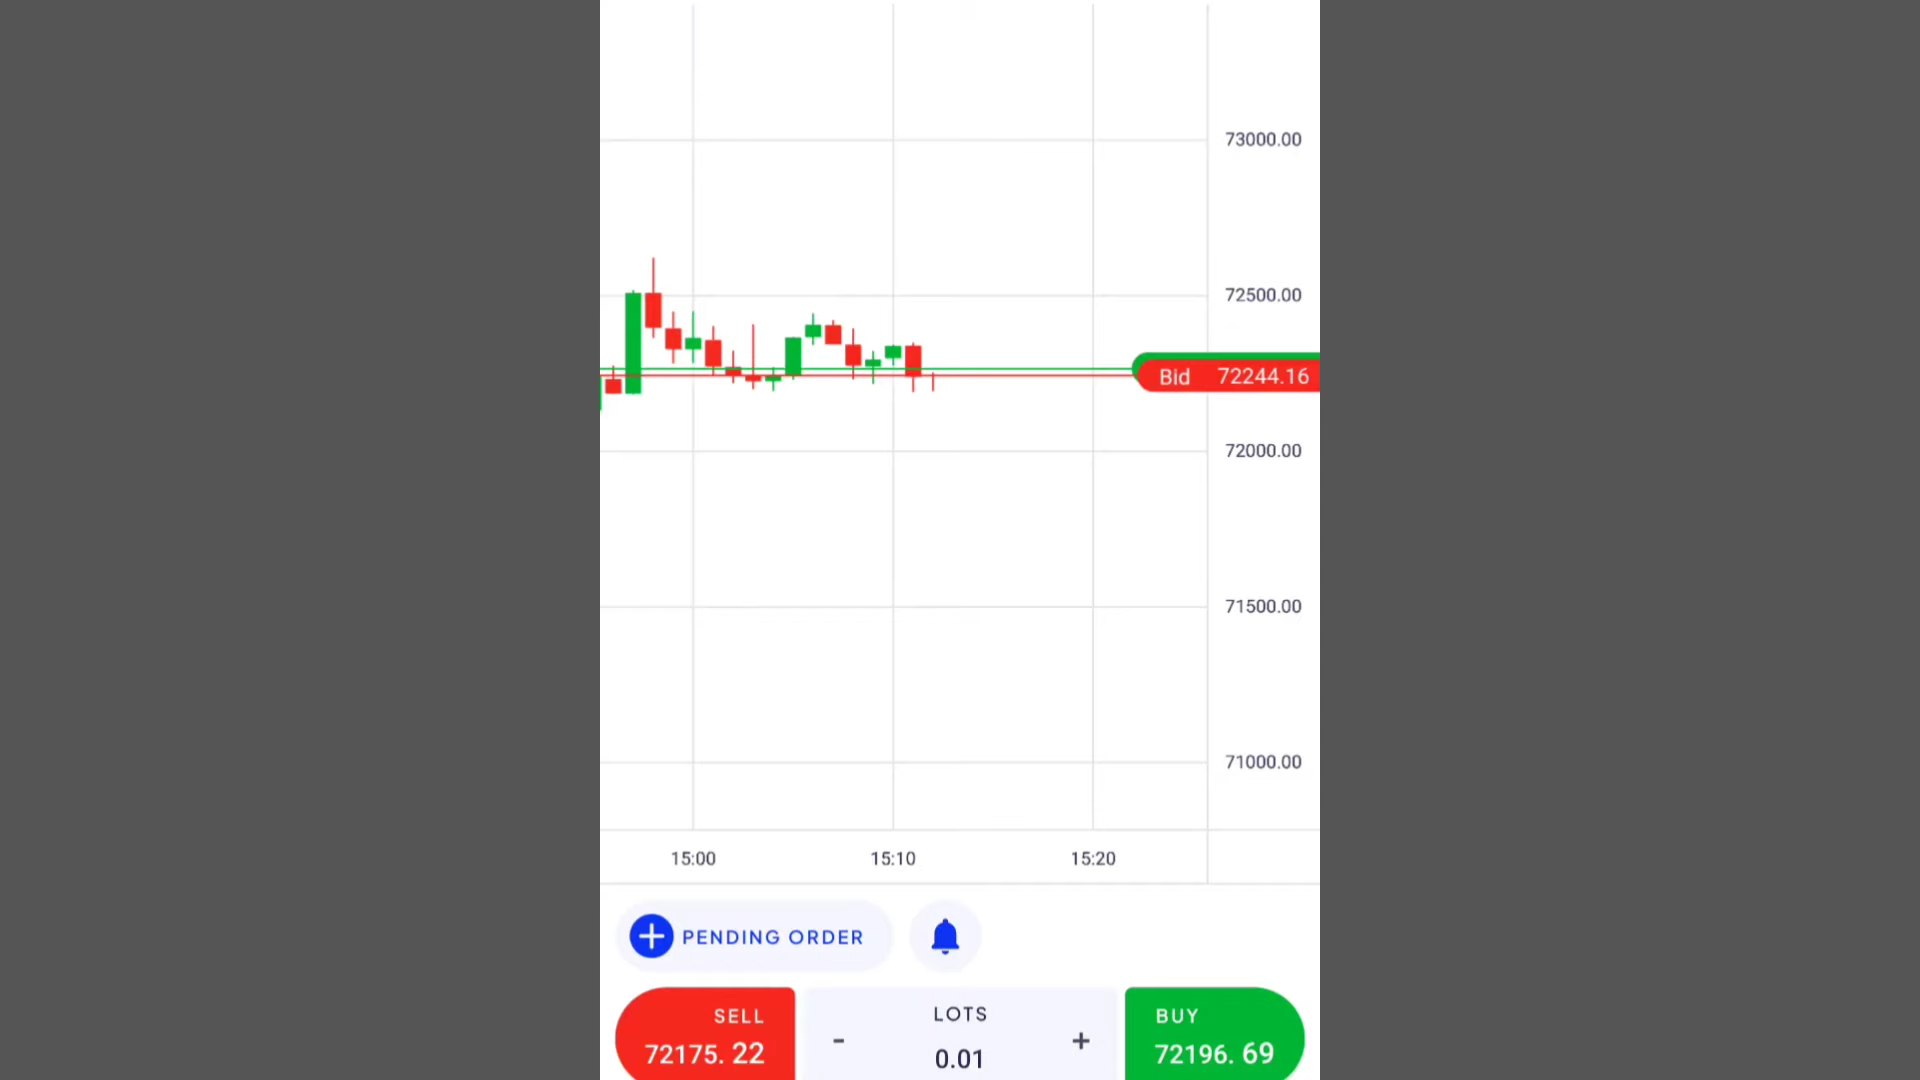 73000.00
72500.00
Bid 72244.16
72000.00
71500.00
71000.00
15:00 15:10 15:20
PENDING ORDER
SELL LOTS BUY
72175. 22 - 0.01 + 72196. 69